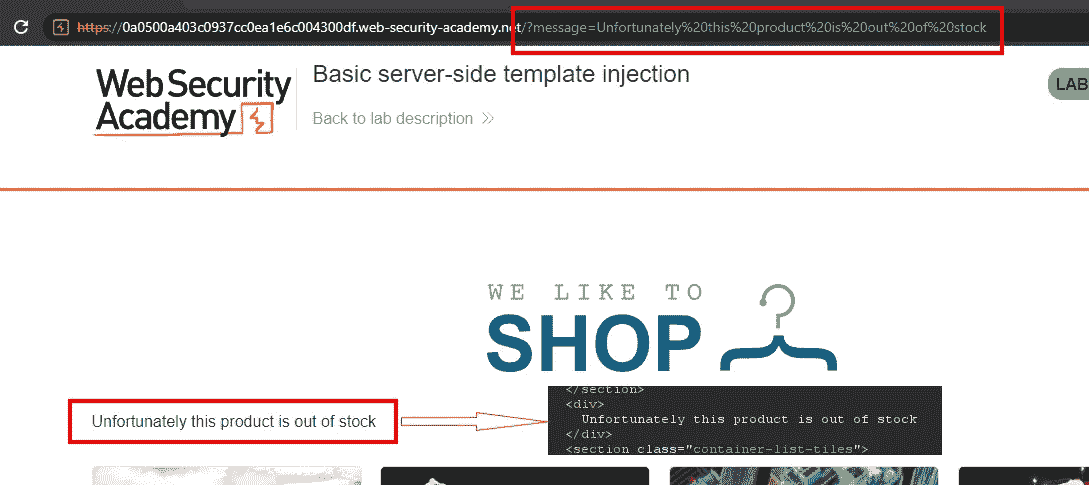 https://0a0500a403c0937cc0ea1e6c004300df.web-security-academy.net/?message=Unfortunately%20this%20product%20is%20out%20of%20stock
WebSecurity
Academy
Basic server-side template injection
Back to lab description
LAB
WE LIKE TO
SHOP
Unfortunately this product is out of stock
</section>
<div>
Unfortunately this product is out of stock
</div>
<section class="container-list-tiles">